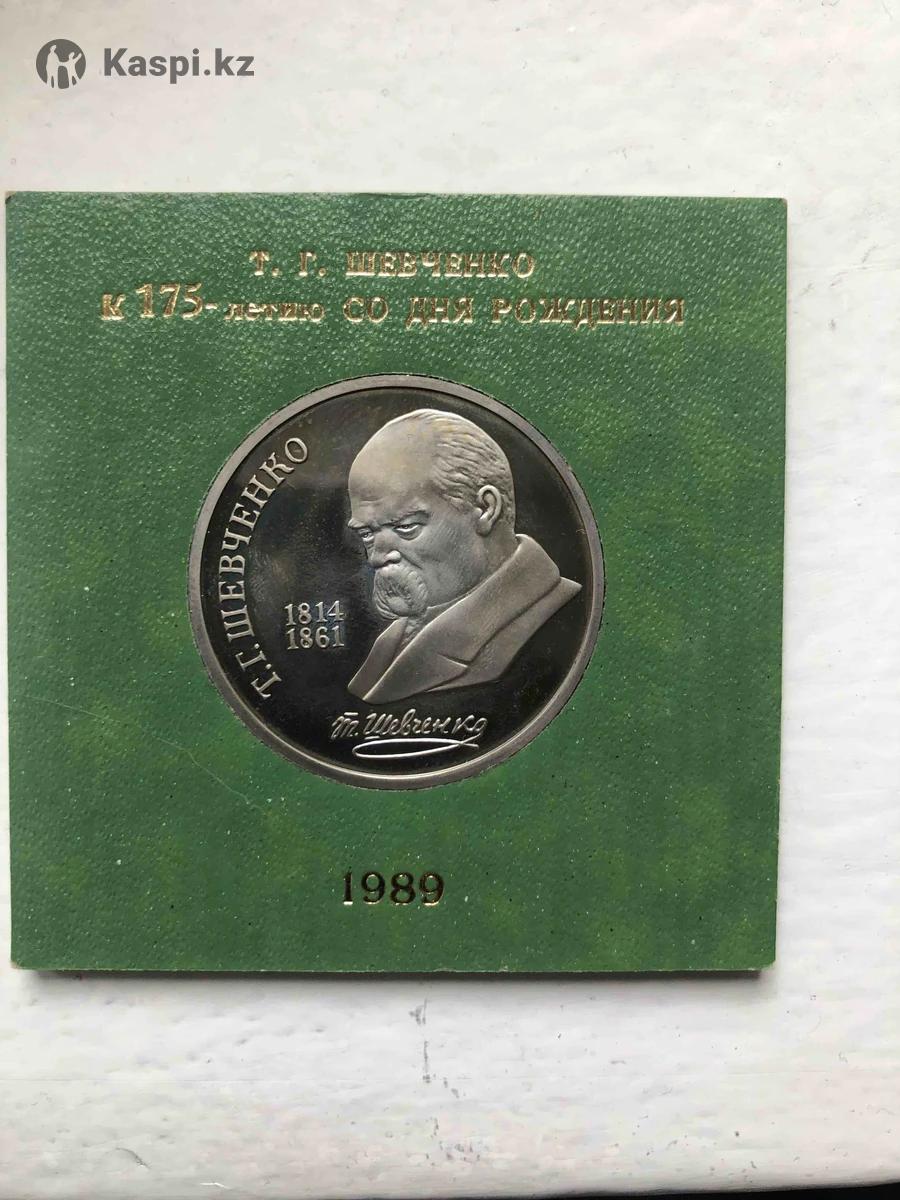 Kaspi.kz
Т. Г. ШЕВЧЕНКО
К 175-летию СО ДНЯ РОЖДЕНИЯ
Т.Г.ШЕВЧЕНКО
1814
1861
Т. Шевченко
1989